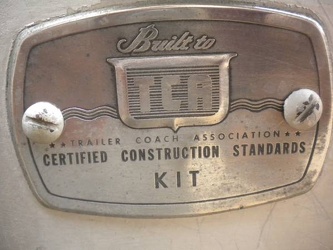 Built to
TCA
★★ TRAILER COACH ASSOCIATION ★★
CERTIFIED CONSTRUCTION STANDARDS
KIT